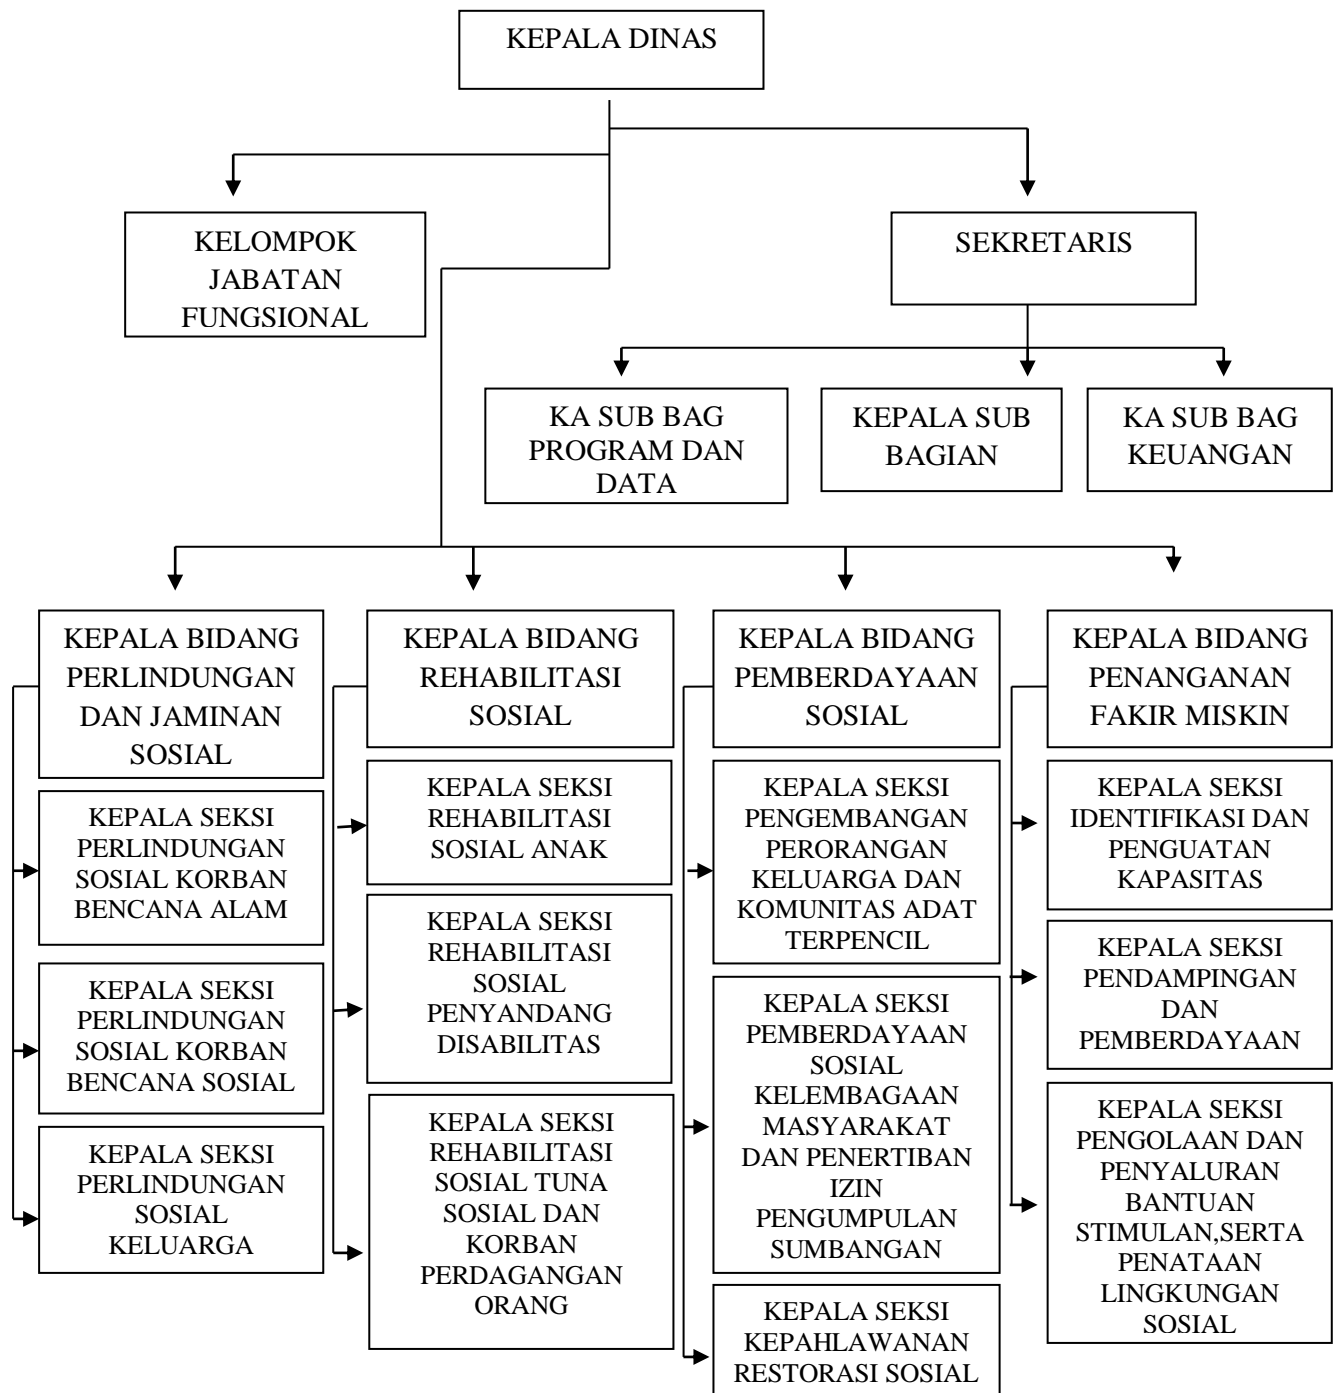 KEPALA DINAS
KELOMPOK
JABATAN
FUNGSIONAL
SEKRETARIS
KA SUB BAG
PROGRAM DAN
DATA
KEPALA SUB
BAGIAN
KA SUB BAG
KEUANGAN
KEPALA BIDANG
PERLINDUNGAN
DAN JAMINAN
SOSIAL
KEPALA SEKSI
PERLINDUNGAN
SOSIAL KORBAN
BENCANA ALAM
KEPALA SEKSI
PERLINDUNGAN
SOSIAL KORBAN
BENCANA SOSIAL
KEPALA SEKSI
PERLINDUNGAN
SOSIAL
KELUARGA
KEPALA BIDANG
REHABILITASI
SOSIAL
KEPALA SEKSI
REHABILITASI
SOSIAL ANAK
KEPALA SEKSI
REHABILITASI
SOSIAL
PENYANDANG
DISABILITAS
KEPALA SEKSI
REHABILITASI
SOSIAL TUNA
SOSIAL DAN
KORBAN
PERDAGANGAN
ORANG
KEPALA BIDANG
PEMBERDAYAAN
SOSIAL
KEPALA SEKSI
PENGEMBANGAN
PERORANGAN
KELUARGA DAN
KOMUNITAS ADAT
TERPENCIL
KEPALA SEKSI
PEMBERDAYAAN
SOSIAL
KELEMBAGAAN
MASYARAKAT
DAN PENERTIBAN
IZIN
PENGUMPULAN
SUMBANGAN
KEPALA SEKSI
KEPAHLAWANAN
RESTORASI SOSIAL
KEPALA BIDANG
PENANGANAN
FAKIR MISKIN
KEPALA SEKSI
IDENTIFIKASI DAN
PENGUATAN
KAPASITAS
KEPALA SEKSI
PENDAMPINGAN
DAN
PEMBERDAYAAN
KEPALA SEKSI
PENGOLAAN DAN
PENYALURAN
BANTUAN
STIMULAN,SERTA
PENATAAN
LINGKUNGAN
SOSIAL